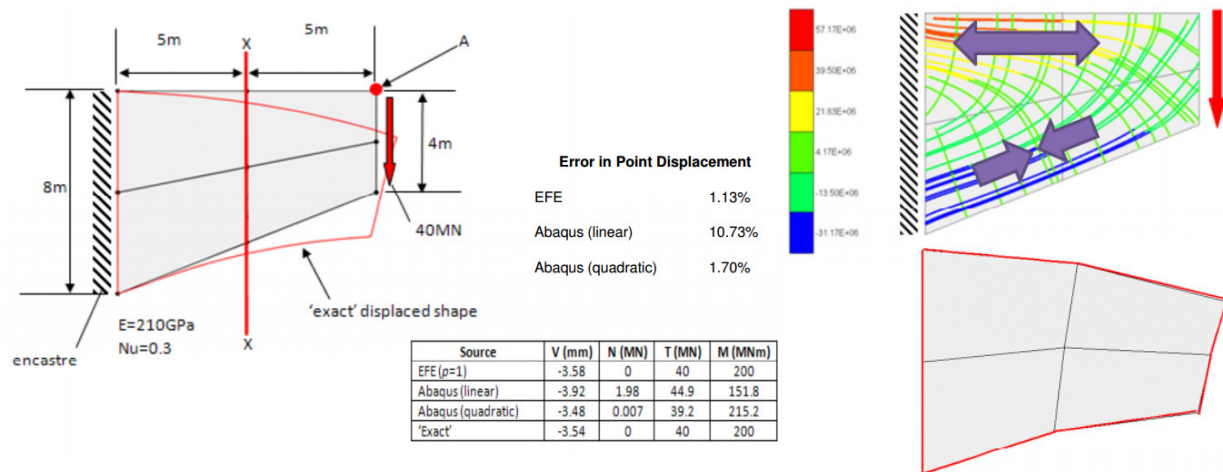 5m
X
5m
A
8m
4m
40MN
E=210GPa
Nu=0.3
X
'exact' displaced shape
encastre
Error in Point Displacement
EFE 1.13%
Abaqus (linear) 10.73%
Abaqus (quadratic) 1.70%
Source V (mm) N (MN) T (MN) M (MNm)
EFE (p=1) -3.58 0 40 200
Abaqus (linear) -3.92 1.98 44.9 151.8
Abaqus (quadratic) -3.48 0.007 39.2 215.2
'Exact' -3.54 0 40 200
57.17E+06
39.50E+06
21.83E+06
4.17E+06
-13.50E+06
-31.17E+06